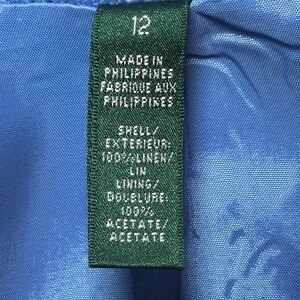 12
MADE IN
PHILIPPINES
FABRIQUE AUX
PHILIPPINES
SHELL/
EXTERIEUR:
100%LINEN/
LIN
LINING/
DOUBLURE:
100%
ACETATE/
ACETATE